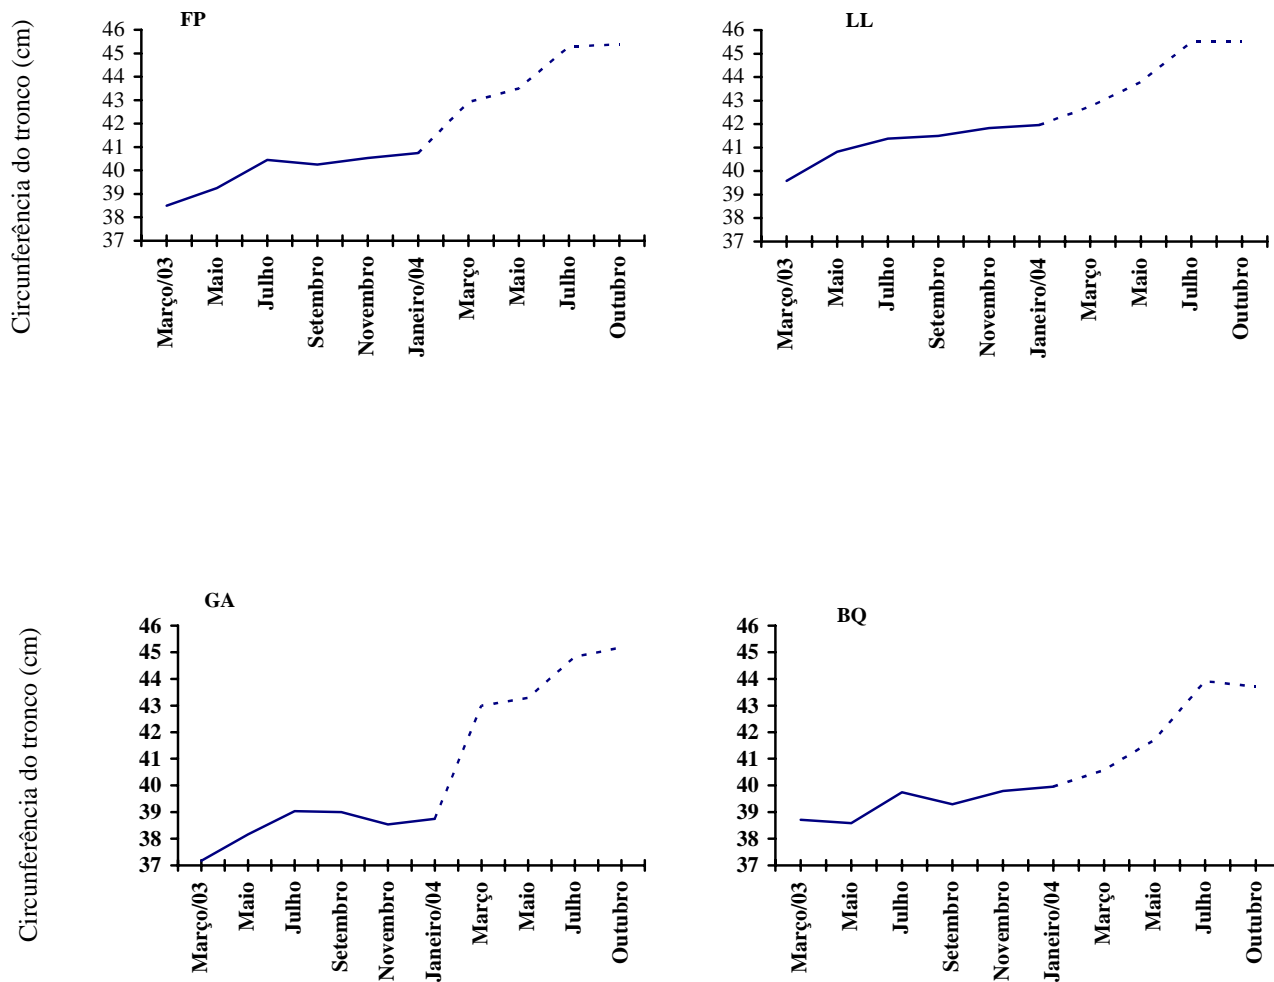 FP
Circunferência do tronco (cm)
46
45
44
43
42
41
40
39
38
37
Março/03
Maio
Julho
Setembro
Novembro
Janeiro/04
Março
Maio
Julho
Outubro
LL
46
45
44
43
42
41
40
39
38
37
Março/03
Maio
Julho
Setembro
Novembro
Janeiro/04
Março
Maio
Julho
Outubro
GA
Circunferência do tronco (cm)
46
45
44
43
42
41
40
39
38
37
Março/03
Maio
Julho
Setembro
Novembro
Janeiro/04
Março
Maio
Julho
Outubro
BQ
46
45
44
43
42
41
40
39
38
37
Março/03
Maio
Julho
Setembro
Novembro
Janeiro/04
Março
Maio
Julho
Outubro